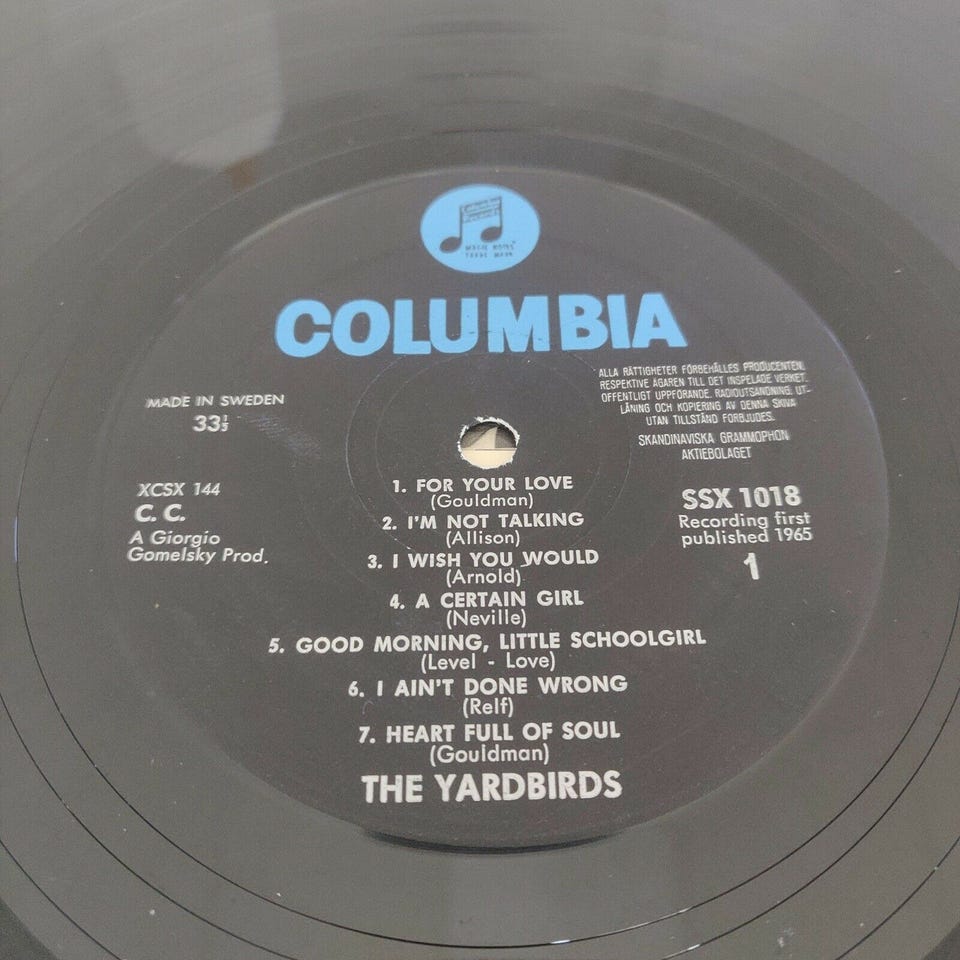 Columbia
Records
MAGIC NOTES
TRADE MARK
COLUMBIA
ALLA RÄTTIGHETER FÖRBEHÅLLES PRODUCENTEN.
RESPEKTIVE ÄGAREN TILL DET INSPELADE VERKET.
OFFENTLIGT UPPFÖRANDE. RADIOUTSÄNDNING. UT-
LÅNING OCH KOPIERING AV DENNA SKIVA
UTAN TILLSTÅND FÖRBJUDES.
SKANDINAVISKA GRAMMOPHON
AKTIEBOLAGET
MADE IN SWEDEN
33⅓
XCSX 144
C. C.
A Giorgio
Gomelsky Prod.
SSX 1018
Recording first
published 1965
1
1. FOR YOUR LOVE
(Gouldman)
2. I'M NOT TALKING
(Allison)
3. I WISH YOU WOULD
(Arnold)
4. A CERTAIN GIRL
(Neville)
5. GOOD MORNING, LITTLE SCHOOLGIRL
(Level - Love)
6. I AIN'T DONE WRONG
(Relf)
7. HEART FULL OF SOUL
(Gouldman)
THE YARDBIRDS